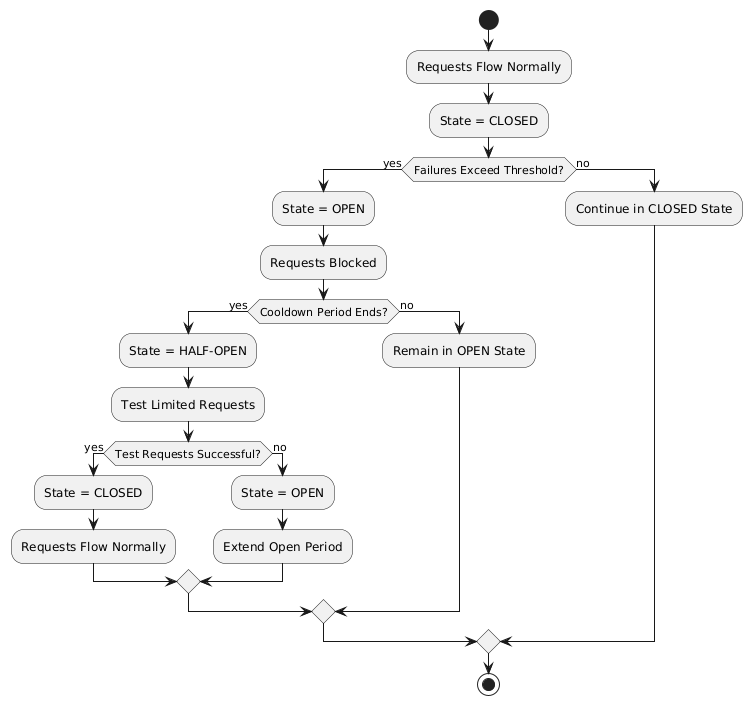 Requests Flow Normally
State = CLOSED
yes
Failures Exceed Threshold?
no
State = OPEN
Continue in CLOSED State
Requests Blocked
yes
Cooldown Period Ends?
no
State = HALF-OPEN
Remain in OPEN State
Test Limited Requests
yes
Test Requests Successful?
no
State = CLOSED
State = OPEN
Requests Flow Normally
Extend Open Period